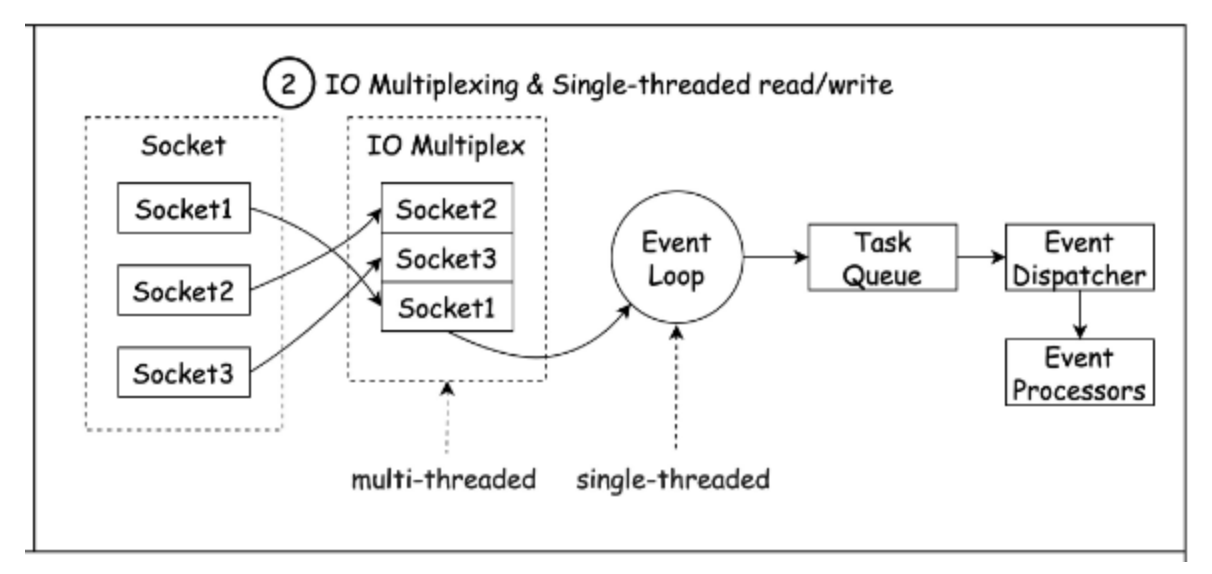 2 IO Multiplexing & Single-threaded read/write
Socket
Socket1
Socket2
Socket3
IO Multiplex
Socket2
Socket3
Socket1
Event
Loop
Task
Queue
Event
Dispatcher
Event
Processors
multi-threaded
single-threaded